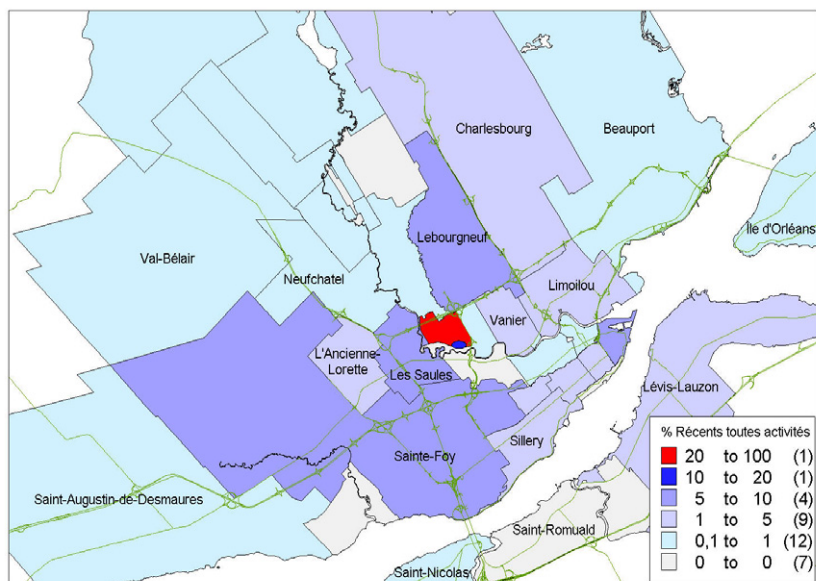 Charlesbourg
Beauport
Île d'Orléans
Lebourgneuf
Val-Bélair
Neufchatel
Limoilou
Vanier
L'Ancienne-
Lorette
Les Saules
Lévis-Lauzon
Sillery
Sainte-Foy
Saint-Augustin-de-Desmaures
Saint-Romuald
Saint-Nicolas
% Récents toutes activités
20 to 100 (1)
10 to 20 (1)
5 to 10 (4)
1 to 5 (9)
0,1 to 1 (12)
0 to 0 (7)